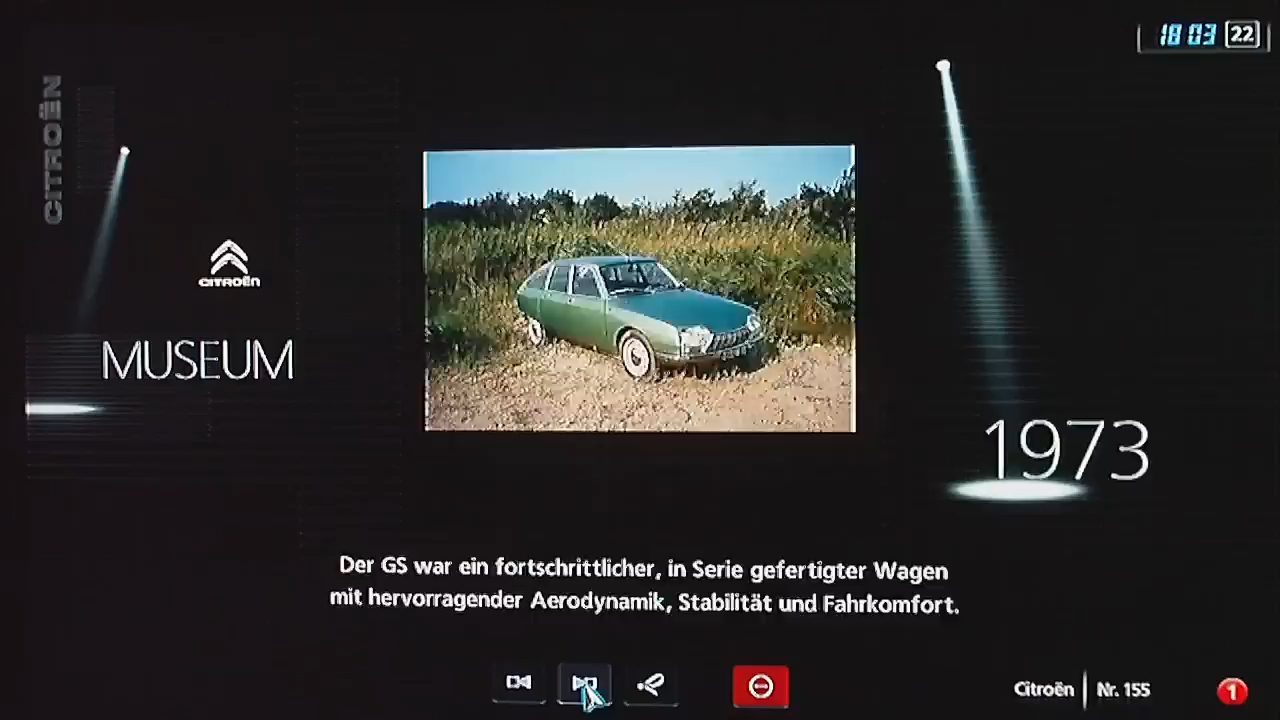 18 03 22
CITROËN
CITROËN
MUSEUM
1973
Der GS war ein fortschrittlicher, in Serie gefertigter Wagen
mit hervorragender Aerodynamik, Stabilität und Fahrkomfort.
Citroën Nr. 155 1